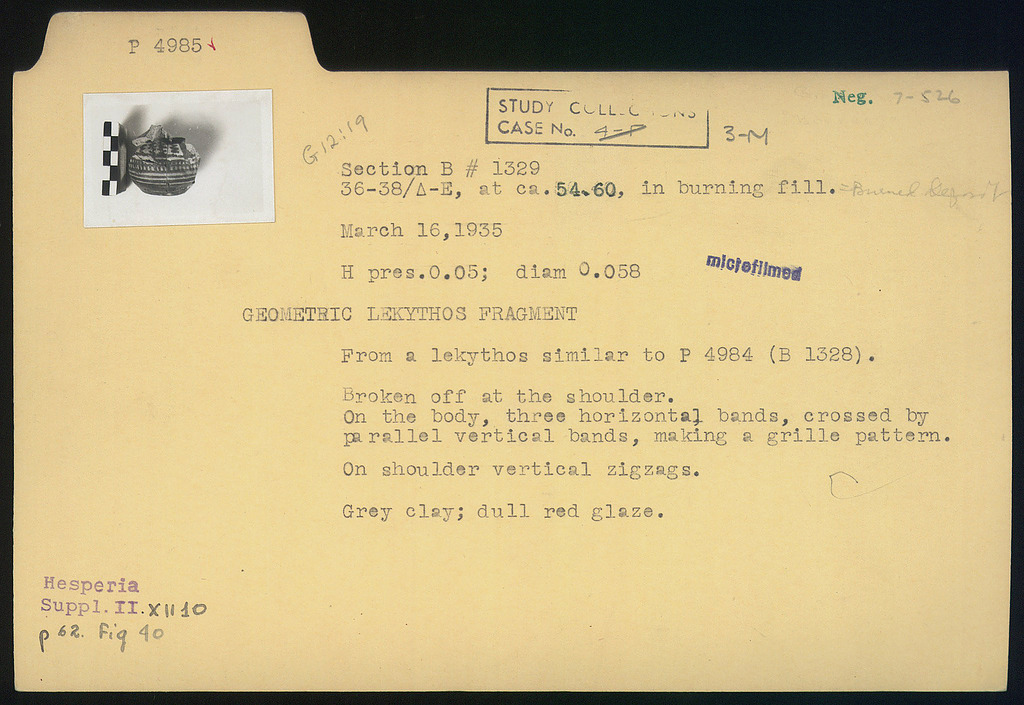 P 4985
Neg. 7-526
STUDY COLLECTIONS
CASE No. 4-P 3-M
G12:19
Section B # 1329
36-38/Δ-E, at ca. 54.60, in burning fill. = Burned Deposit
March 16,1935
H pres.0.05; diam 0.058
microfilmed
GEOMETRIC LEKYTHOS FRAGMENT
From a lekythos similar to P 4984 (B 1328).
Broken off at the shoulder.
On the body, three horizontal bands, crossed by
parallel vertical bands, making a grille pattern.
On shoulder vertical zigzags.
C
Grey clay; dull red glaze.
Hesperia
Suppl. II. XII 10
p 62. Fig 40